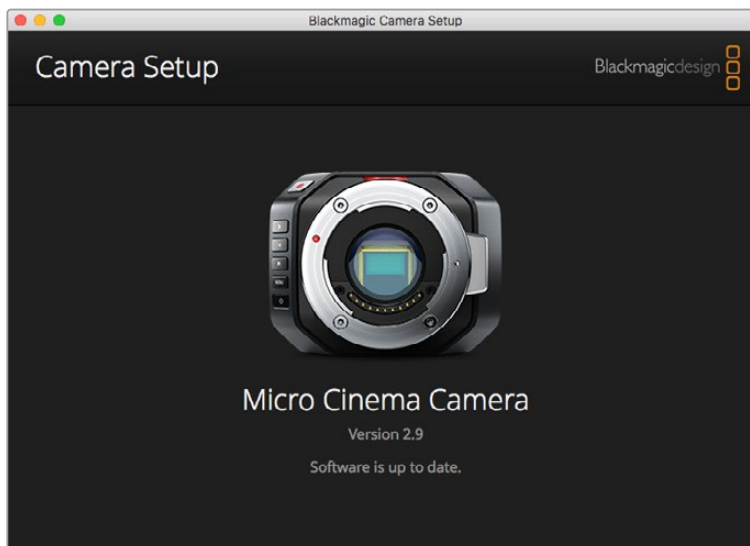 Blackmagic Camera Setup
Camera Setup
Blackmagicdesign
Micro Cinema Camera
Version 2.9
Software is up to date.